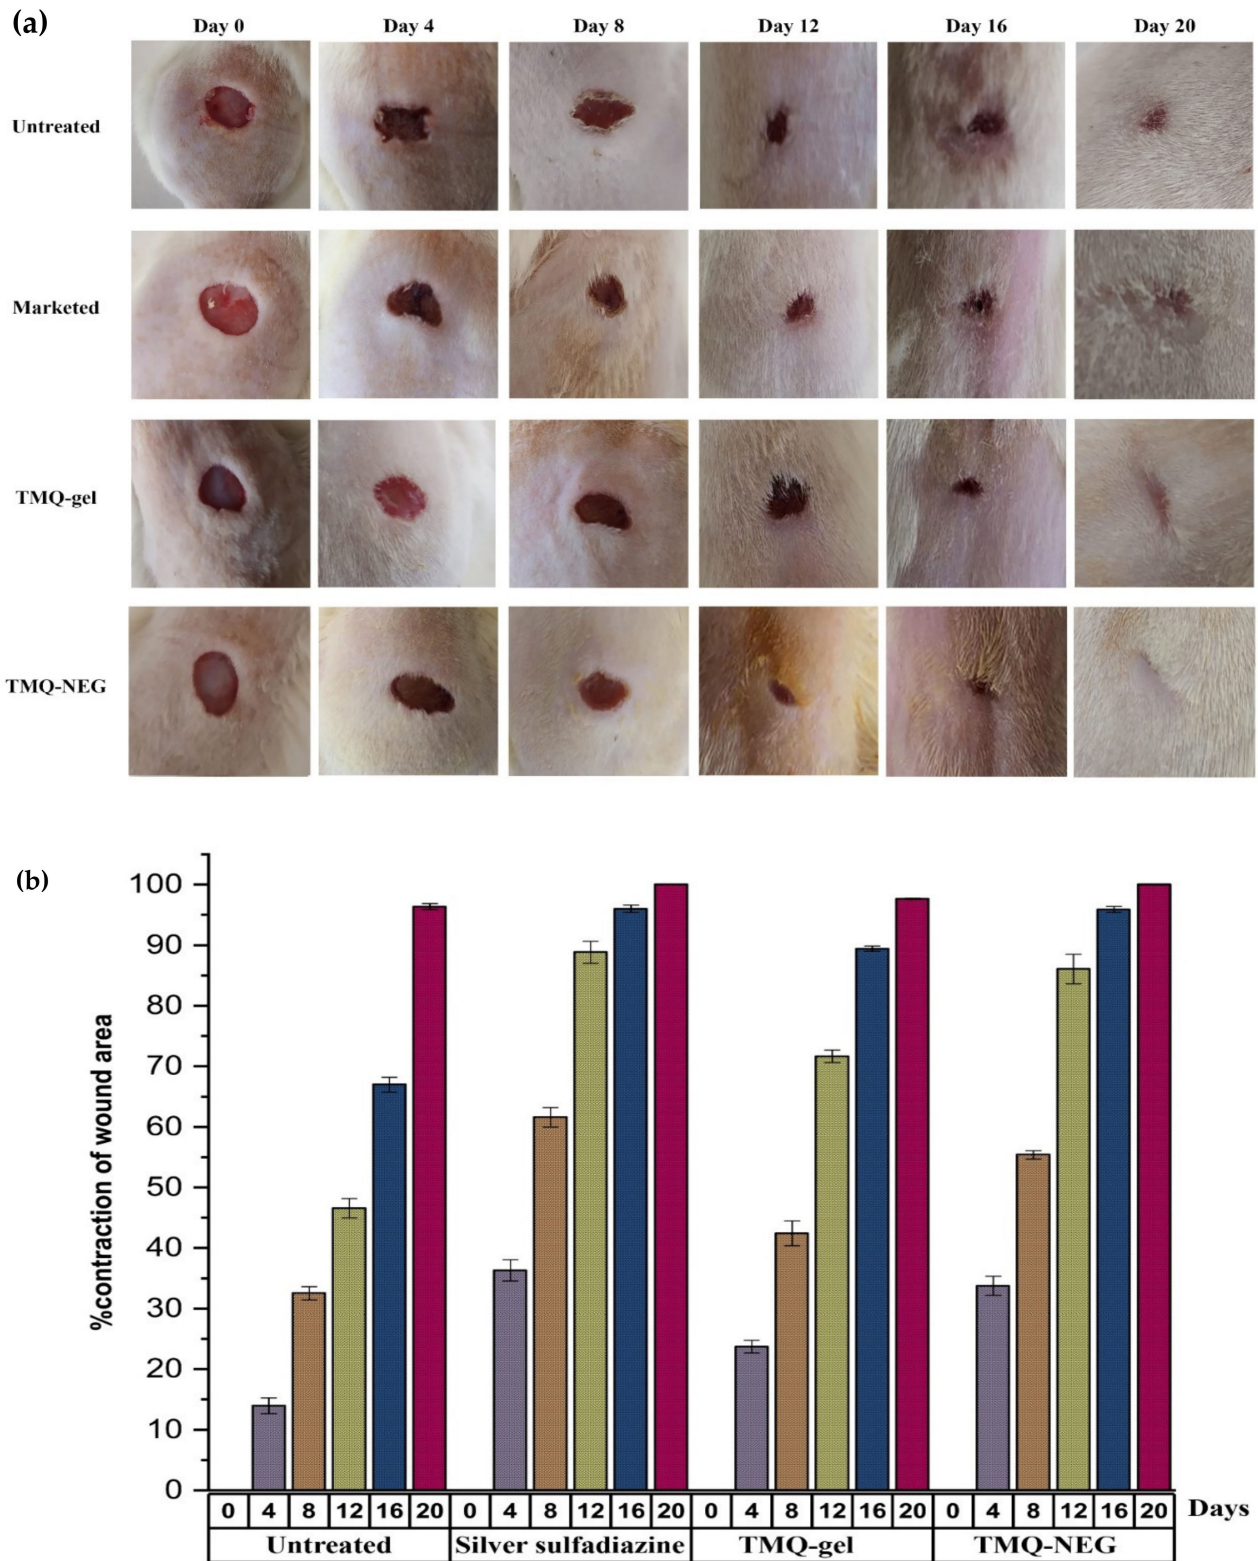 (a)
Day 0 Day 4 Day 8 Day 12 Day 16 Day 20
Untreated
Marketed
TMQ-gel
TMQ-NEG
(b)
%contraction of wound area
100
90
80
70
60
50
40
30
20
10
0
0 4 8 12 16 20 0 4 8 12 16 20 0 4 8 12 16 20 0 4 8 12 16 20 Days
Untreated Silver sulfadiazine TMQ-gel TMQ-NEG